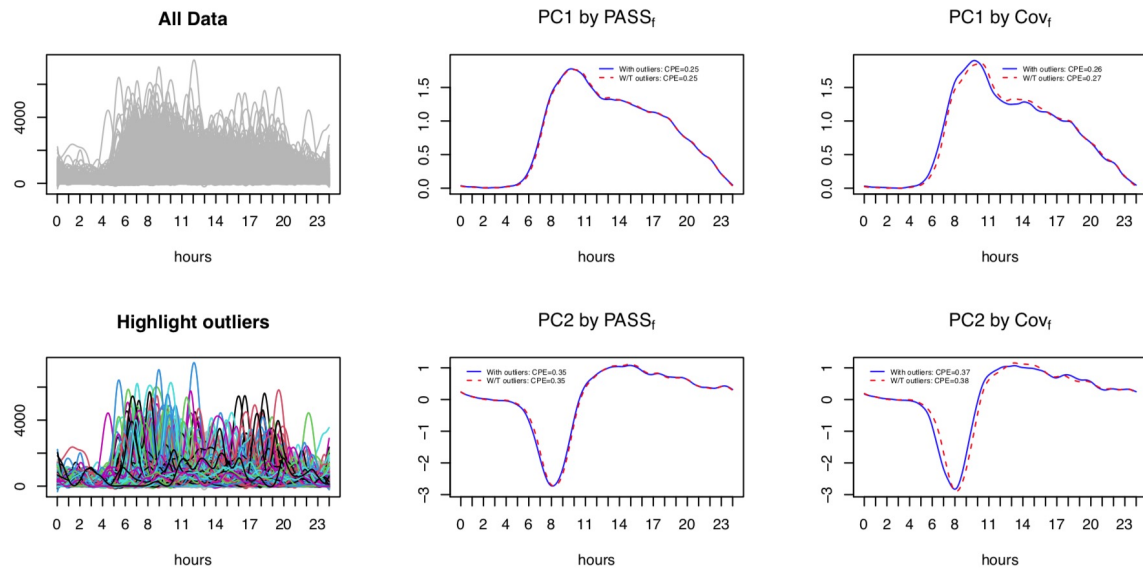 All Data
4000
0
0 2 4 6 8 11 14 17 20 23
hours
PC1 by PASSf
With outliers: CPE=0.25
W/T outliers: CPE=0.25
1.5
1.0
0.5
0.0
0 2 4 6 8 11 14 17 20 23
hours
PC1 by Covf
With outliers: CPE=0.26
W/T outliers: CPE=0.27
1.5
1.0
0.5
0.0
0 2 4 6 8 11 14 17 20 23
hours
Highlight outliers
4000
0
0 2 4 6 8 11 14 17 20 23
hours
PC2 by PASSf
With outliers: CPE=0.35
W/T outliers: CPE=0.35
1
0
−1
−2
−3
0 2 4 6 8 11 14 17 20 23
hours
PC2 by Covf
With outliers: CPE=0.37
W/T outliers: CPE=0.38
1
0
−1
−2
−3
0 2 4 6 8 11 14 17 20 23
hours